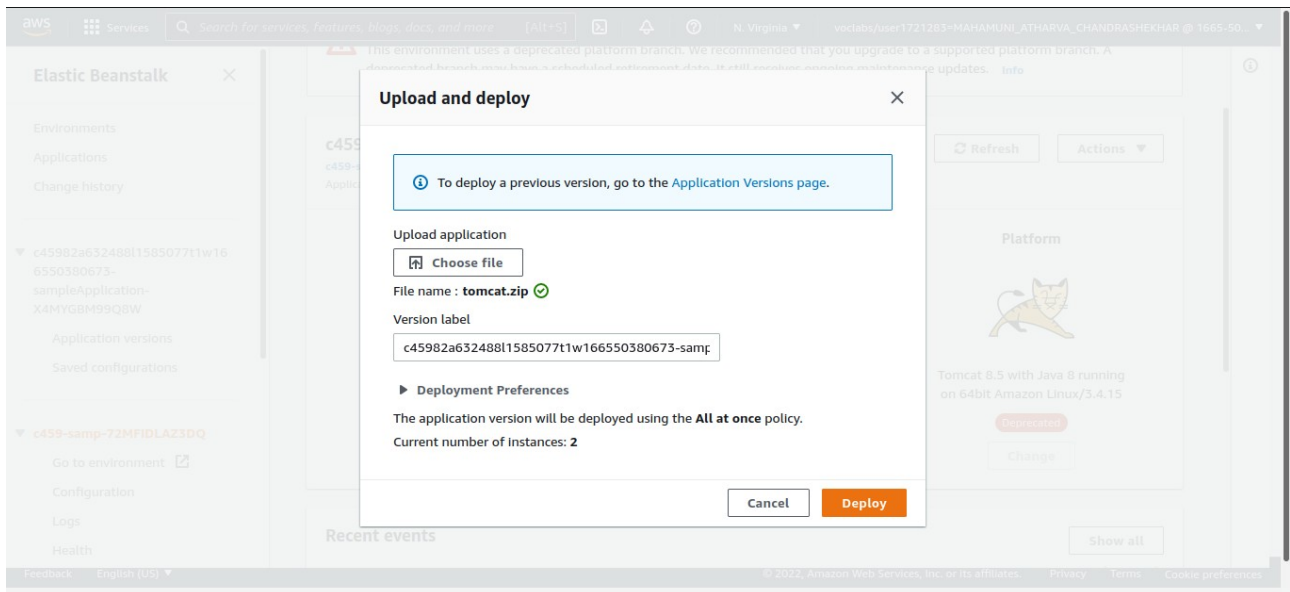 aws
Services
Search for services, features, blogs, docs, and more
[Alt+S]
N. Virginia
voclabs/user1721283=MAHAMUNI_ATHARVA_CHANDRASHEKHAR @ 1665-50...
This environment uses a deprecated platform branch. We recommended that you upgrade to a supported platform branch. A
deprecated branch may have a scheduled retirement date. It still receives ongoing maintenance updates. Info
Elastic Beanstalk
Environments
Applications
Change history
c45982a632488l1585077t1w16
6550380673-
sampleApplication-
X4MYGBM99Q8W
Application versions
Saved configurations
c459-samp-72MFIDLAZ3DQ
Go to environment
Configuration
Logs
Health
c459
c459-s
Applic
Refresh
Actions
Upload and deploy
To deploy a previous version, go to the Application Versions page.
Upload application
Choose file
File name : tomcat.zip
Version label
c45982a632488l1585077t1w166550380673-samp
Deployment Preferences
The application version will be deployed using the All at once policy.
Current number of instances: 2
Cancel
Deploy
Platform
Tomcat 8.5 with Java 8 running
on 64bit Amazon Linux/3.4.15
Deprecated
Change
Recent events
Show all
Feedback
English (US)
© 2022, Amazon Web Services, Inc. or its affiliates.
Privacy
Terms
Cookie preferences